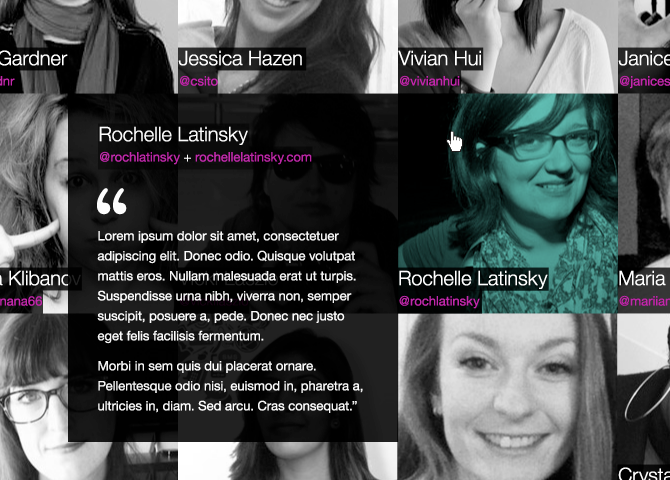 Gardner
Jessica Hazen
Vivian Hui
Janice
dnr
@csito
@vivianhui
@janices
Rochelle Latinsky
@rochlatinsky + rochellelatinsky.com
“
Lorem ipsum dolor sit amet, consectetuer
adipiscing elit. Donec odio. Quisque volutpat
mattis eros. Nullam malesuada erat ut turpis.
Suspendisse urna nibh, viverra non, semper
suscipit, posuere a, pede. Donec nec justo
eget felis facilisis fermentum.
Morbi in sem quis dui placerat ornare.
Pellentesque odio nisi, euismod in, pharetra a,
ultricies in, diam. Sed arcu. Cras consequat.”
a Klibanov
nana66
Rochelle Latinsky
@rochlatinsky
Maria
@mariiar
Crysta